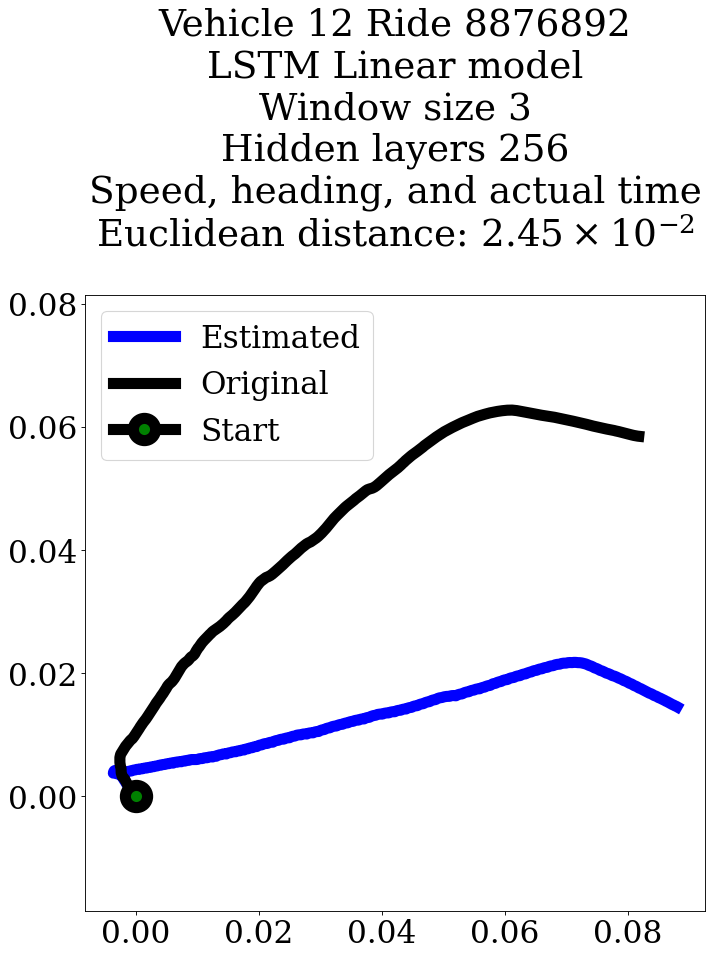 Vehicle 12 Ride 8876892
LSTM Linear model
Window size 3
Hidden layers 256
Speed, heading, and actual time
Euclidean distance: 2.45 × 10⁻²
0.08
Estimated
Original
Start
0.06
0.04
0.02
0.00
0.00 0.02 0.04 0.06 0.08